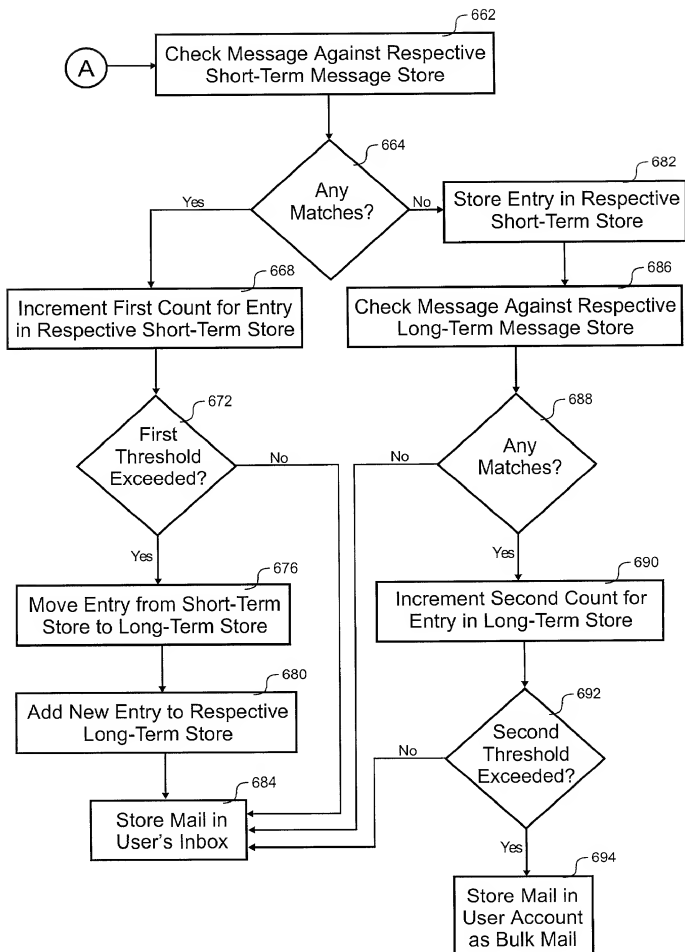 662
A
Check Message Against Respective
Short-Term Message Store
664
Any
Matches?
Yes
No
682
Store Entry in Respective
Short-Term Store
668
Increment First Count for Entry
in Respective Short-Term Store
686
Check Message Against Respective
Long-Term Message Store
672
First
Threshold
Exceeded?
No
Yes
688
Any
Matches?
No
Yes
676
Move Entry from Short-Term
Store to Long-Term Store
690
Increment Second Count for
Entry in Long-Term Store
680
Add New Entry to Respective
Long-Term Store
692
Second
Threshold
Exceeded?
No
Yes
684
Store Mail in
User's Inbox
694
Store Mail in
User Account
as Bulk Mail